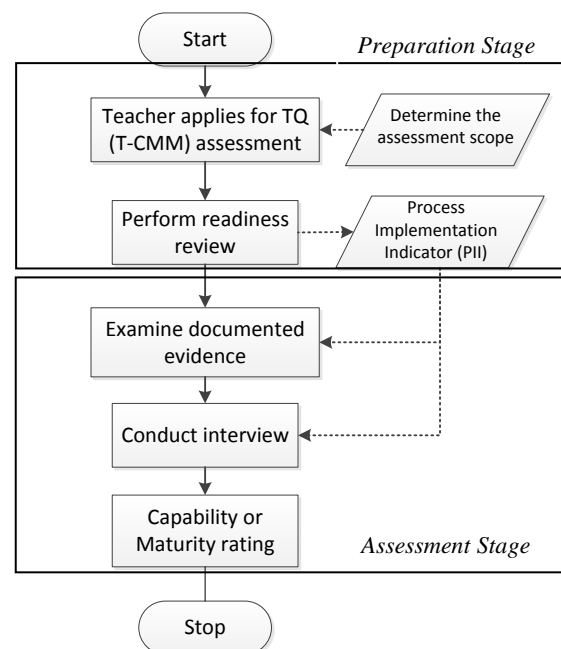 Start
Preparation Stage
Teacher applies for TQ
(T-CMM) assessment
Determine the
assessment scope
Perform readiness
review
Process
Implementation
Indicator (PII)
Examine documented
evidence
Conduct interview
Capability or
Maturity rating
Assessment Stage
Stop